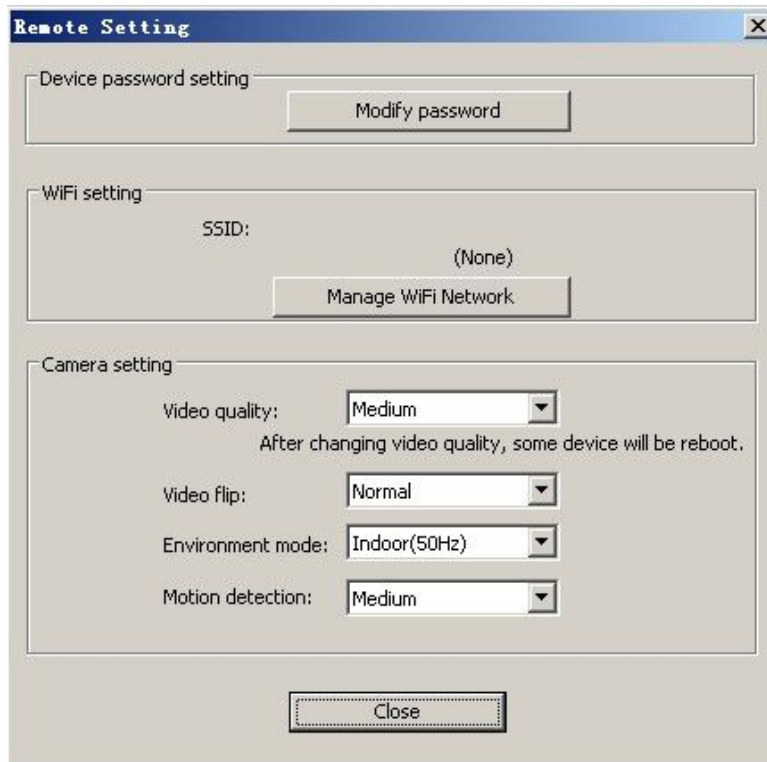 Remote Setting
Device password setting
Modify password
WiFi setting
SSID:
(None)
Manage WiFi Network
Camera setting
Video quality: Medium
After changing video quality, some device will be reboot.
Video flip: Normal
Environment mode: Indoor(50Hz)
Motion detection: Medium
Close